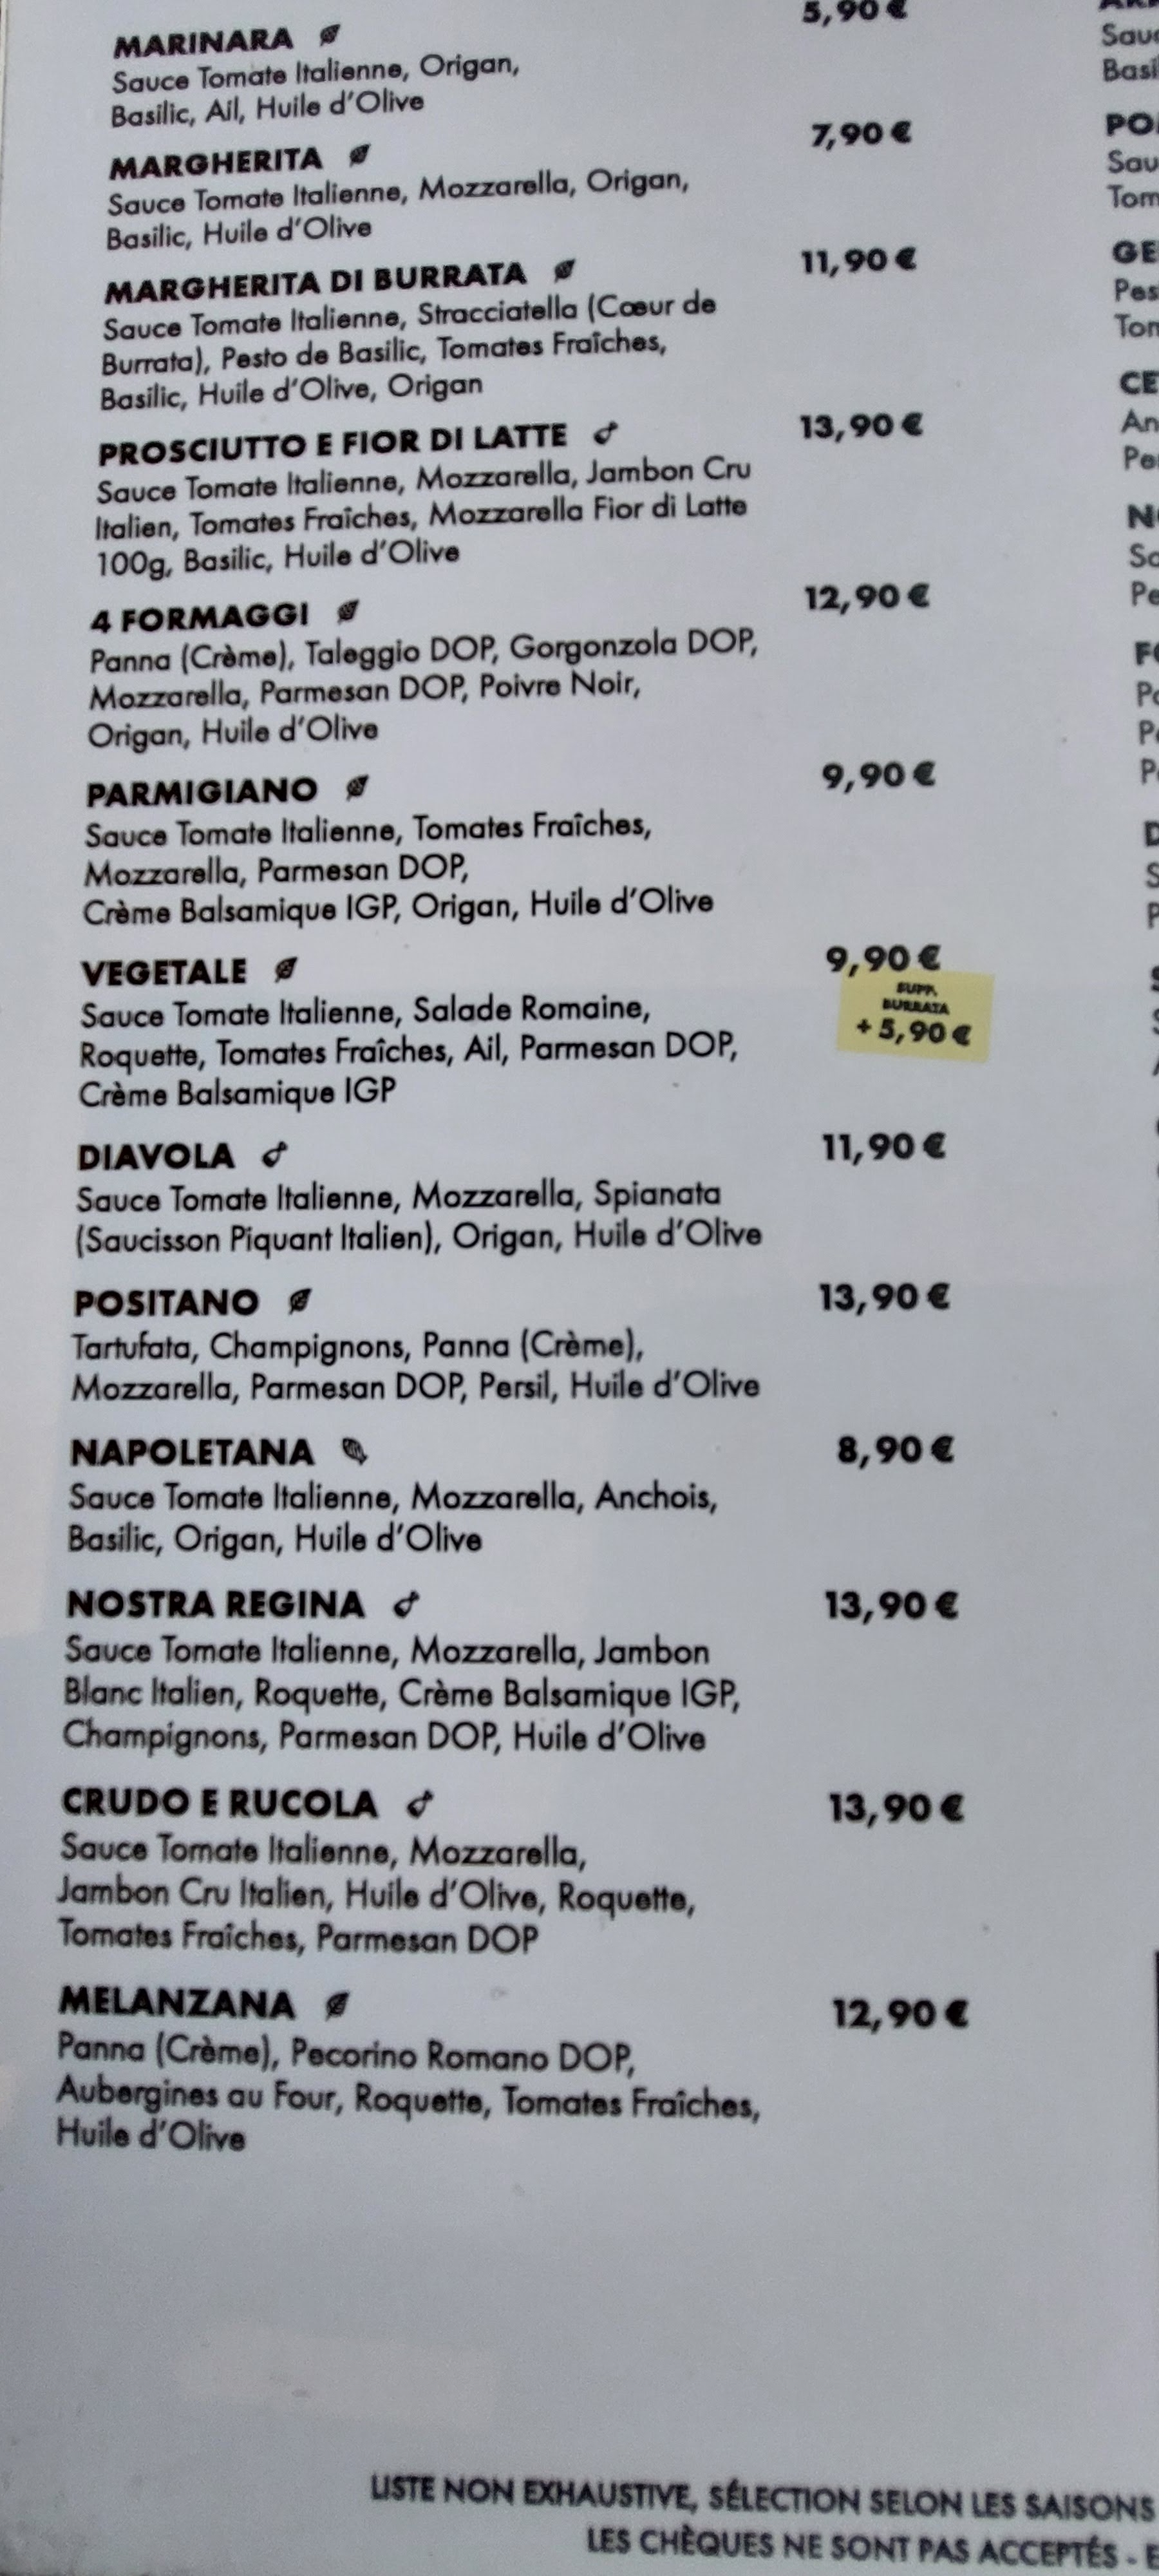 MARINARA 5,90 €
Sauce Tomate Italienne, Origan,
Basilic, Ail, Huile d'Olive
MARGHERITA 7,90 €
Sauce Tomate Italienne, Mozzarella, Origan,
Basilic, Huile d'Olive
MARGHERITA DI BURRATA 11,90 €
Sauce Tomate Italienne, Stracciatella (Cœur de
Burrata), Pesto de Basilic, Tomates Fraîches,
Basilic, Huile d'Olive, Origan
PROSCIUTTO E FIOR DI LATTE 13,90 €
Sauce Tomate Italienne, Mozzarella, Jambon Cru
Italien, Tomates Fraîches, Mozzarella Fior di Latte
100g, Basilic, Huile d'Olive
4 FORMAGGI 12,90 €
Panna (Crème), Taleggio DOP, Gorgonzola DOP,
Mozzarella, Parmesan DOP, Poivre Noir,
Origan, Huile d'Olive
PARMIGIANO 9,90 €
Sauce Tomate Italienne, Tomates Fraîches,
Mozzarella, Parmesan DOP,
Crème Balsamique IGP, Origan, Huile d'Olive
VEGETALE 9,90 €
SUPP.
BURRATA
+ 5,90 €
Sauce Tomate Italienne, Salade Romaine,
Roquette, Tomates Fraîches, Ail, Parmesan DOP,
Crème Balsamique IGP
DIAVOLA 11,90 €
Sauce Tomate Italienne, Mozzarella, Spianata
(Saucisson Piquant Italien), Origan, Huile d'Olive
POSITANO 13,90 €
Tartufata, Champignons, Panna (Crème),
Mozzarella, Parmesan DOP, Persil, Huile d'Olive
NAPOLETANA 8,90 €
Sauce Tomate Italienne, Mozzarella, Anchois,
Basilic, Origan, Huile d'Olive
NOSTRA REGINA 13,90 €
Sauce Tomate Italienne, Mozzarella, Jambon
Blanc Italien, Roquette, Crème Balsamique IGP,
Champignons, Parmesan DOP, Huile d'Olive
CRUDO E RUCOLA 13,90 €
Sauce Tomate Italienne, Mozzarella,
Jambon Cru Italien, Huile d'Olive, Roquette,
Tomates Fraîches, Parmesan DOP
MELANZANA 12,90 €
Panna (Crème), Pecorino Romano DOP,
Aubergines au Four, Roquette, Tomates Fraîches,
Huile d'Olive
LISTE NON EXHAUSTIVE, SÉLECTION SELON LES SAISONS
LES CHÈQUES NE SONT PAS ACCEPTÉS -